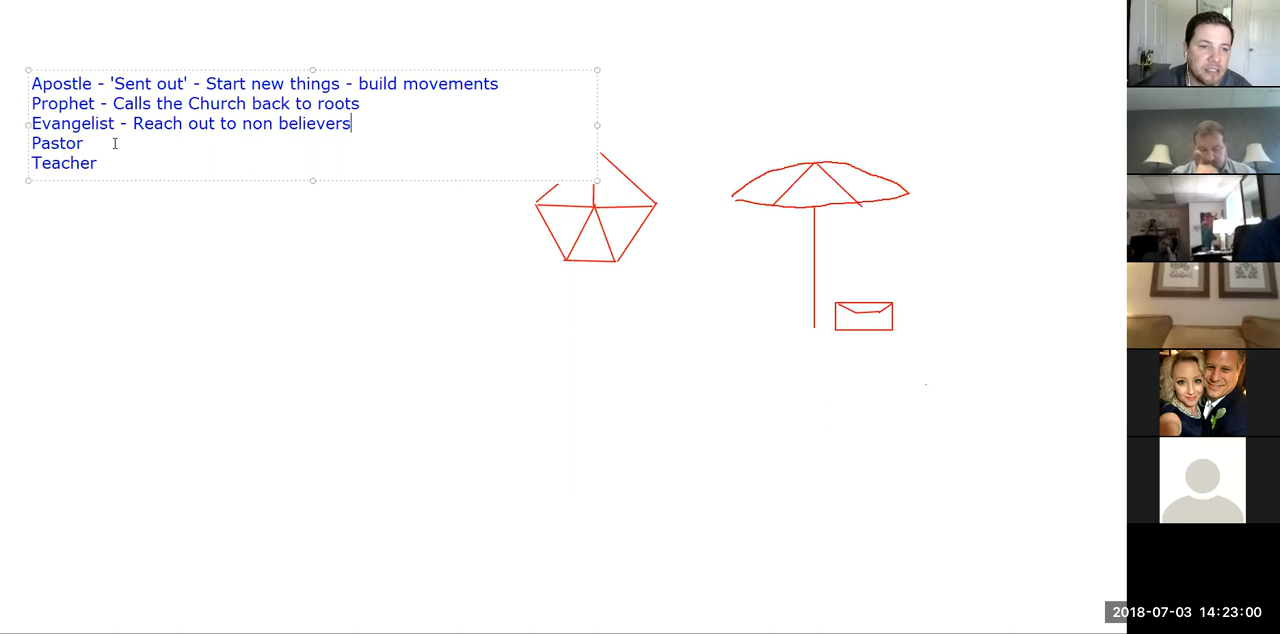 Apostle - 'Sent out' - Start new things - build movements
Prophet - Calls the Church back to roots
Evangelist - Reach out to non believers
Pastor
Teacher
2018-07-03 14:23:00